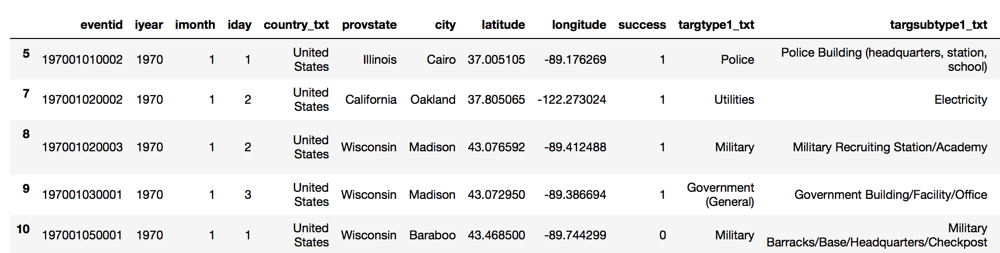 eventid iyear imonth iday country_txt provstate city latitude longitude success targtype1_txt targsubtype1_txt
5 197001010002 1970 1 1 United States Illinois Cairo 37.005105 -89.176269 1 Police Police Building (headquarters, station, school)
7 197001020002 1970 1 2 United States California Oakland 37.805065 -122.273024 1 Utilities Electricity
8 197001020003 1970 1 2 United States Wisconsin Madison 43.076592 -89.412488 1 Military Military Recruiting Station/Academy
9 197001030001 1970 1 3 United States Wisconsin Madison 43.072950 -89.386694 1 Government (General) Government Building/Facility/Office
10 197001050001 1970 1 1 United States Wisconsin Baraboo 43.468500 -89.744299 0 Military Military Barracks/Base/Headquarters/Checkpost